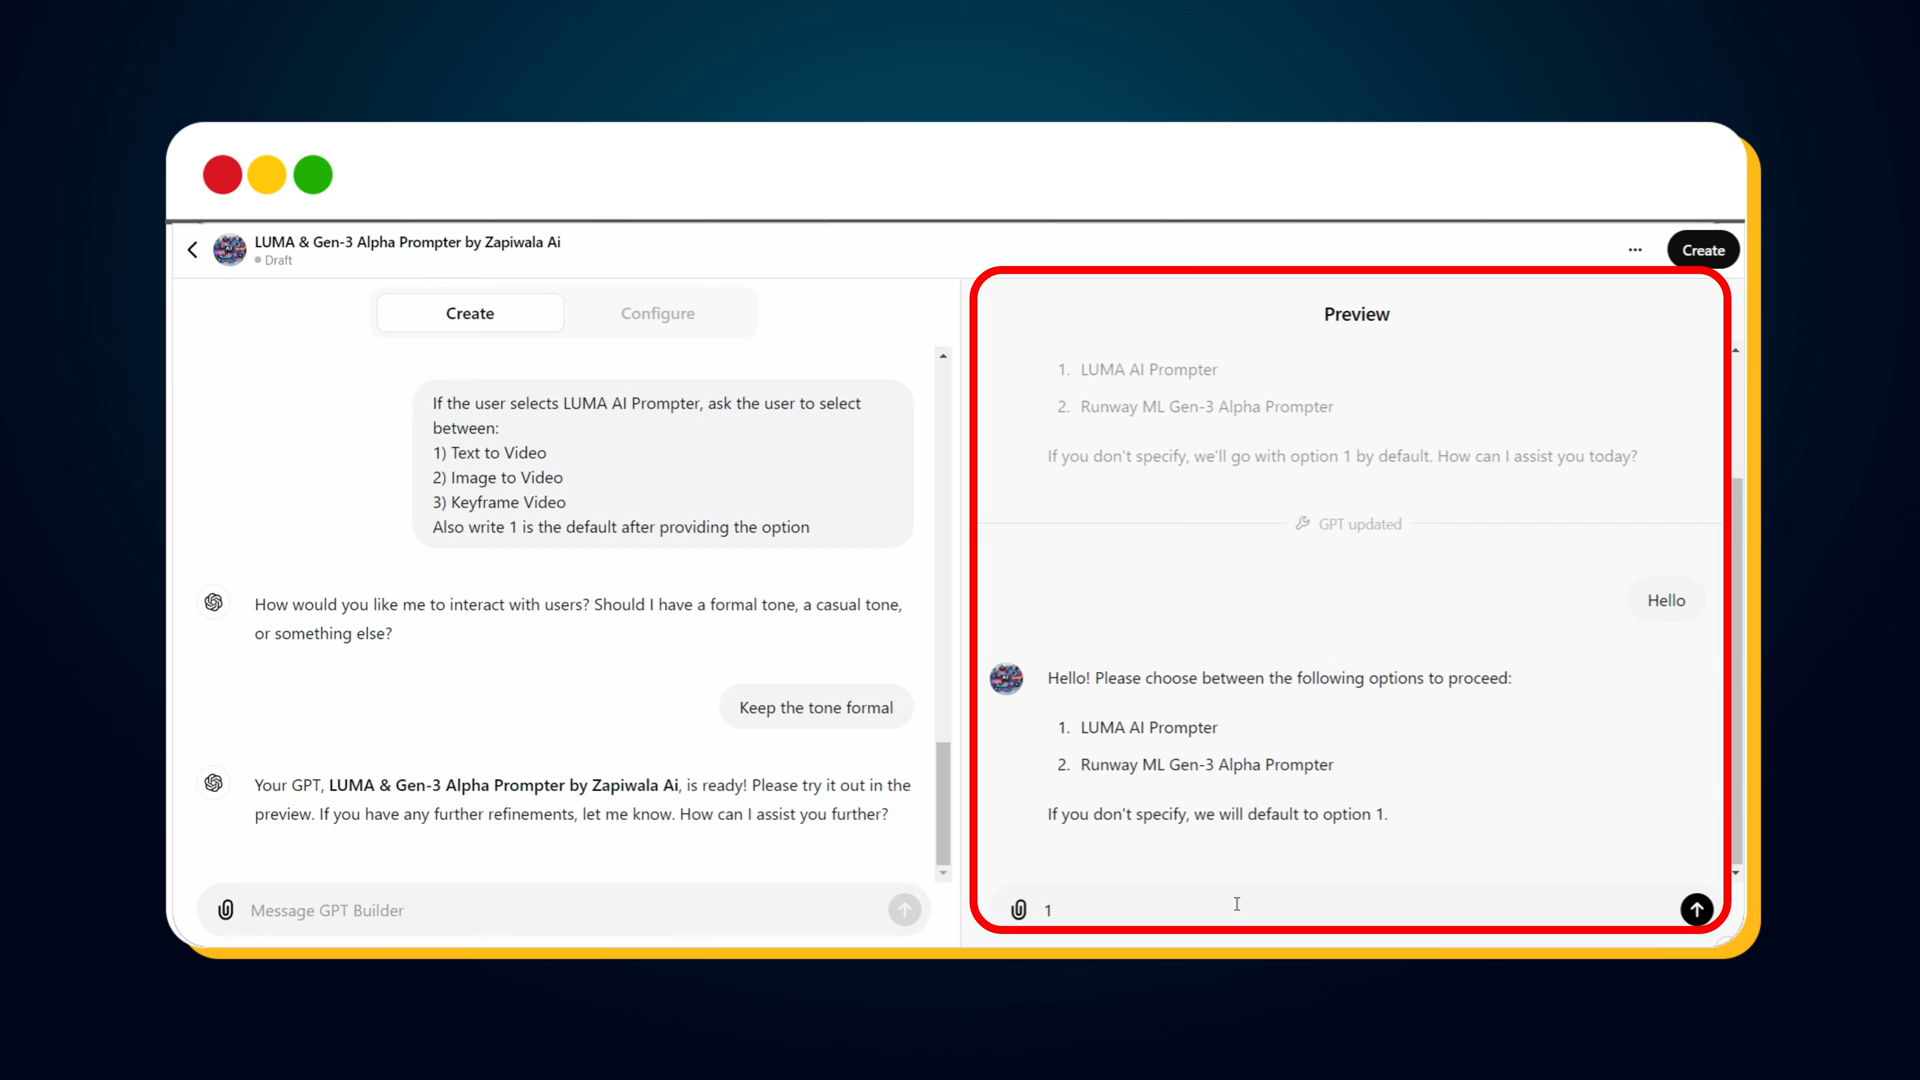 LUMA & Gen-3 Alpha Prompter by Zapiwala Ai
Draft
...
Create
Create
Configure
If the user selects LUMA AI Prompter, ask the user to select
between:
1) Text to Video
2) Image to Video
3) Keyframe Video
Also write 1 is the default after providing the option
How would you like me to interact with users? Should I have a formal tone, a casual tone,
or something else?
Keep the tone formal
Your GPT, LUMA & Gen-3 Alpha Prompter by Zapiwala Ai, is ready! Please try it out in the
preview. If you have any further refinements, let me know. How can I assist you further?
Message GPT Builder
Preview
1. LUMA AI Prompter
2. Runway ML Gen-3 Alpha Prompter
If you don't specify, we'll go with option 1 by default. How can I assist you today?
GPT updated
Hello
Hello! Please choose between the following options to proceed:
1. LUMA AI Prompter
2. Runway ML Gen-3 Alpha Prompter
If you don't specify, we will default to option 1.
1